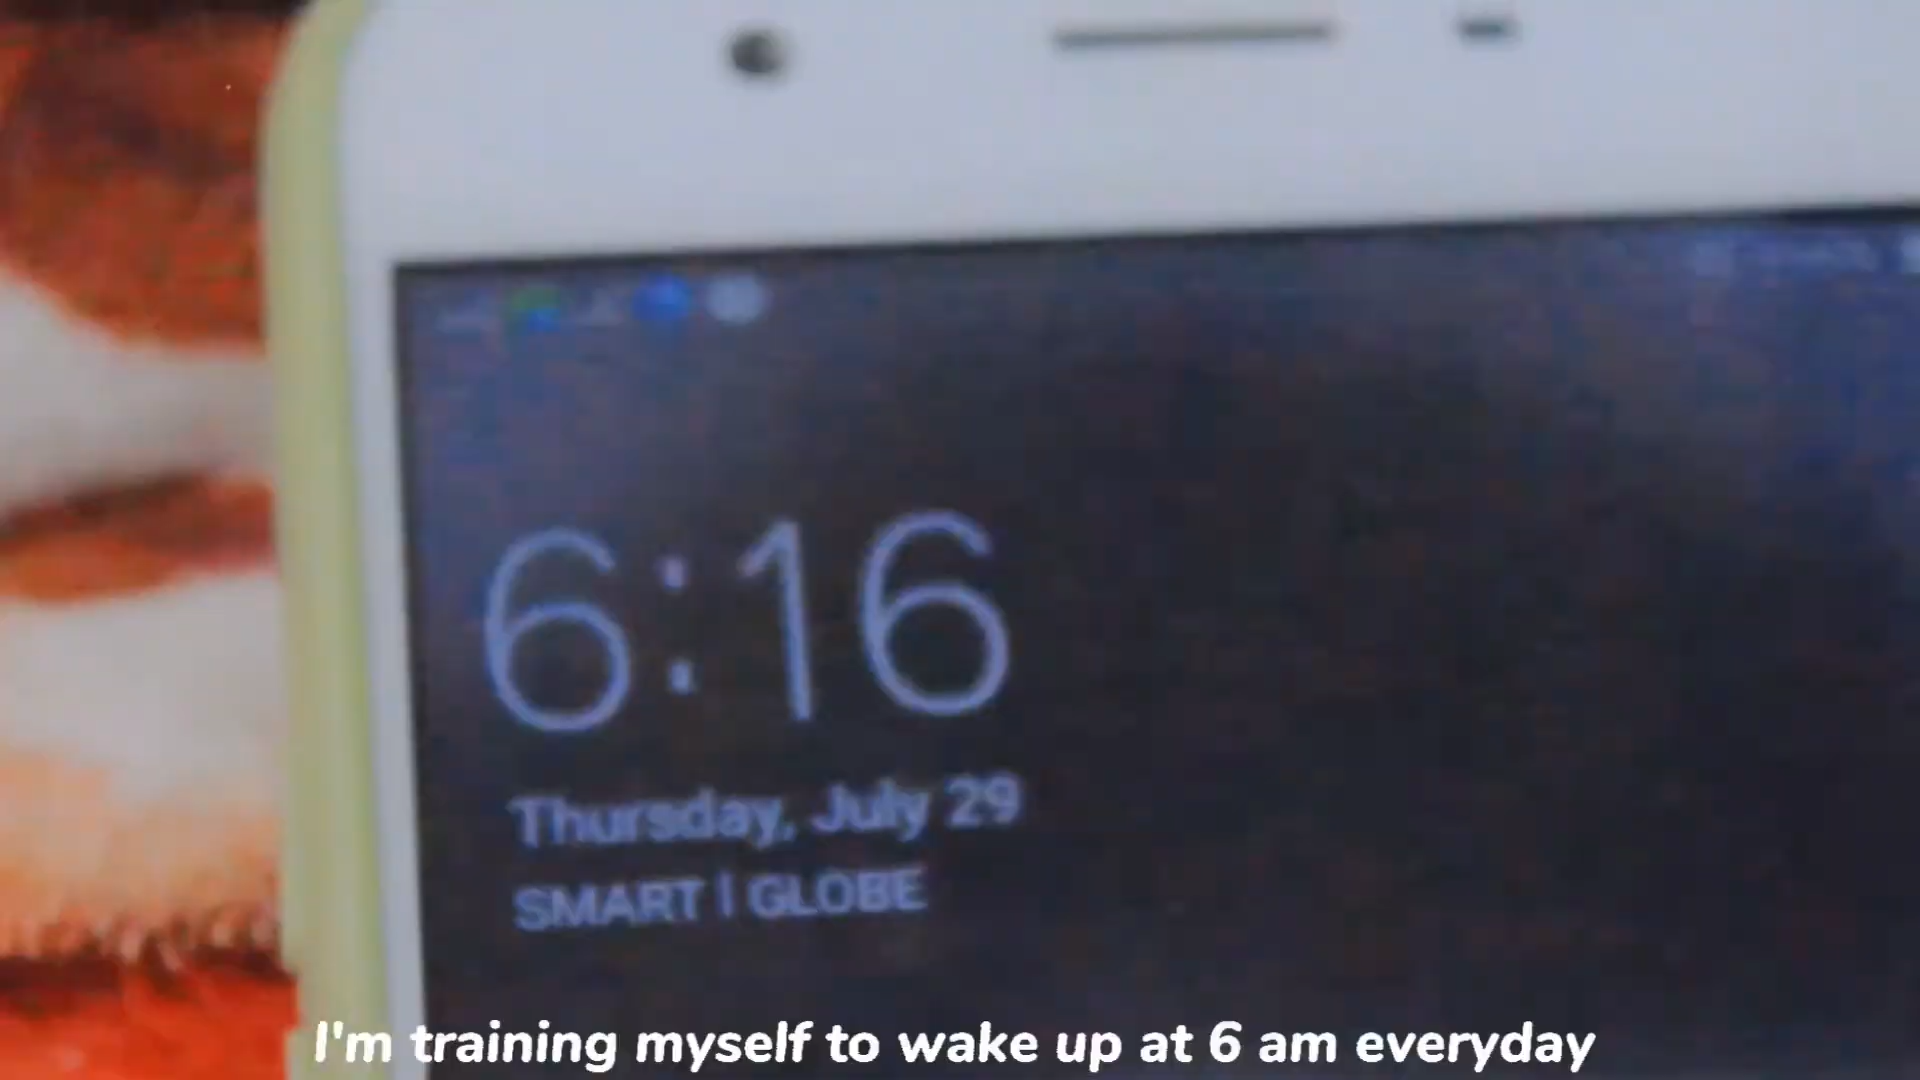 6:16
Thursday, July 29
SMART | GLOBE
I'm training myself to wake up at 6 am everyday